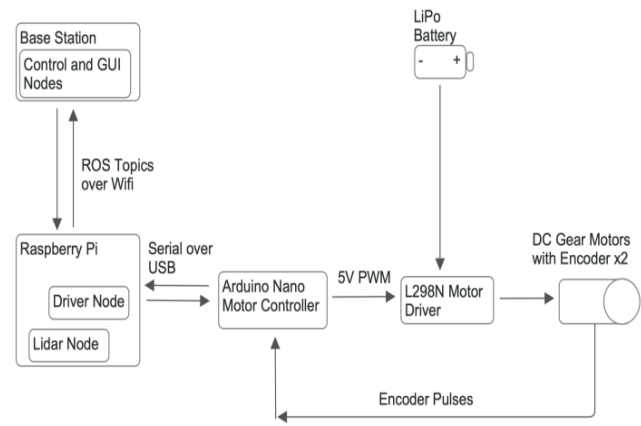 Base Station
Control and GUI
Nodes
LiPo
Battery
- +
ROS Topics
over Wifi
Raspberry Pi
Driver Node
Lidar Node
Serial over
USB
Arduino Nano
Motor Controller
5V PWM
L298N Motor
Driver
DC Gear Motors
with Encoder x2
Encoder Pulses